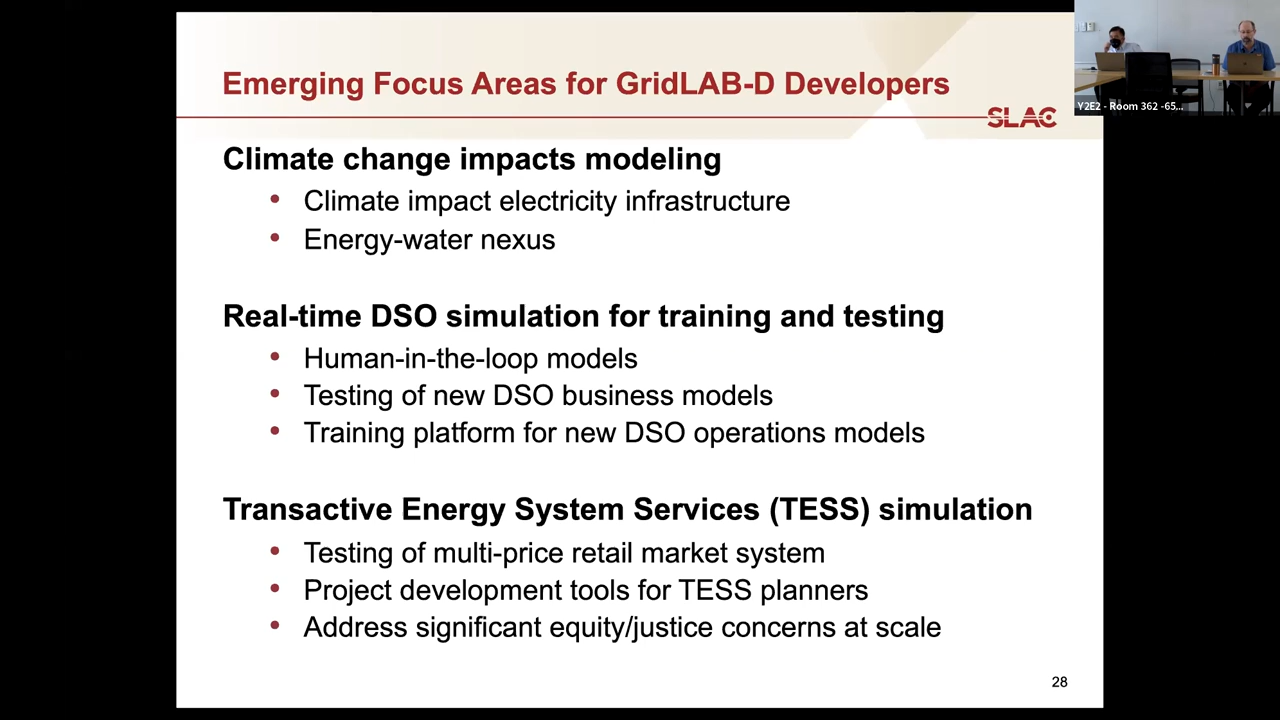 Emerging Focus Areas for GridLAB-D Developers
SLAC
Y2E2 - Room 362 -65...
Climate change impacts modeling
• Climate impact electricity infrastructure
• Energy-water nexus
Real-time DSO simulation for training and testing
• Human-in-the-loop models
• Testing of new DSO business models
• Training platform for new DSO operations models
Transactive Energy System Services (TESS) simulation
• Testing of multi-price retail market system
• Project development tools for TESS planners
• Address significant equity/justice concerns at scale
28